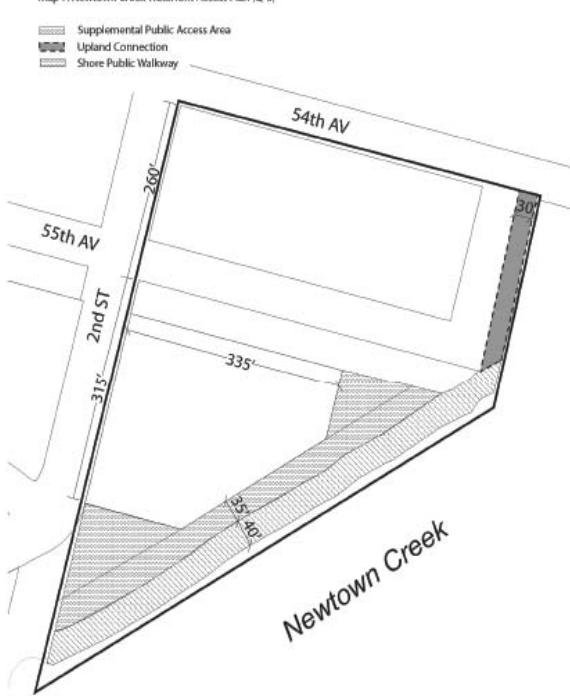 Supplemental Public Access Area
Upland Connection
Shore Public Walkway
54th AV
260'
30'
55th AV
2nd ST
335'
315'
35'
40'
Newtown Creek